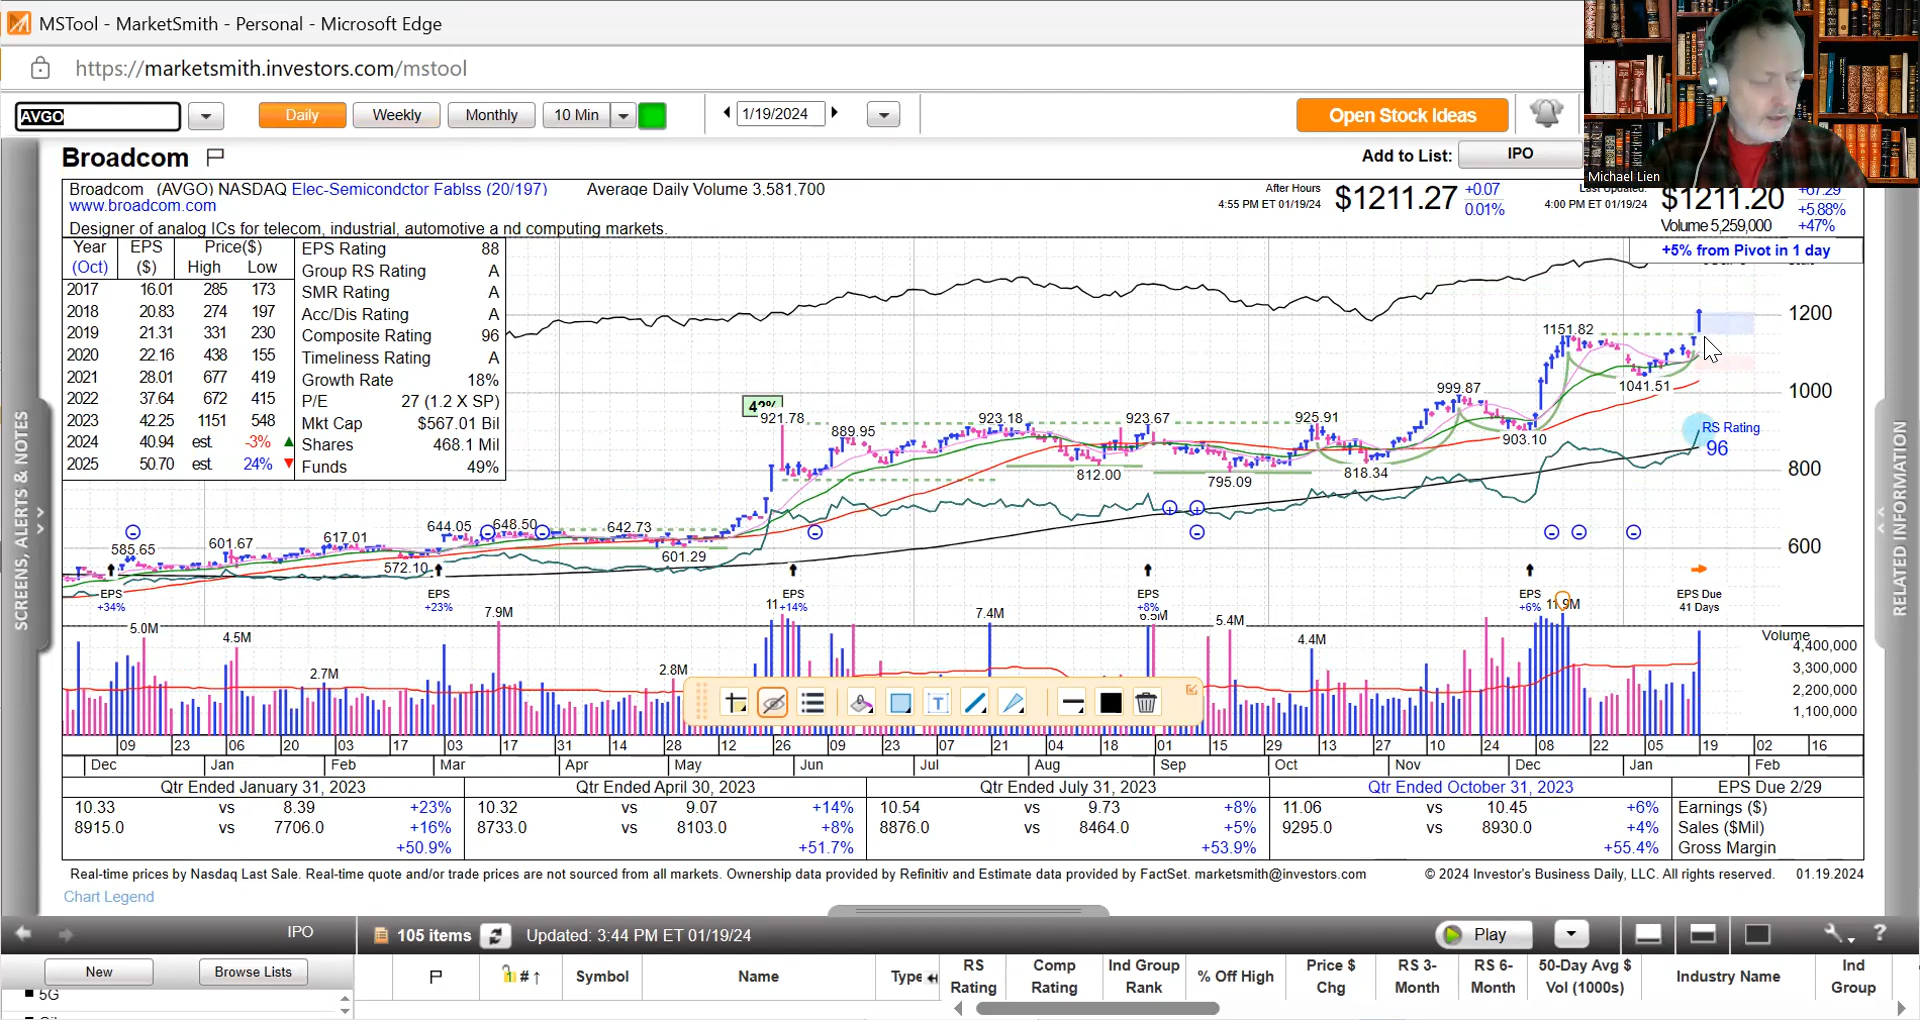 MSTool - MarketSmith - Personal - Microsoft Edge
https://marketsmith.investors.com/mstool
AVGO
Daily
Weekly
Monthly
10 Min
1/19/2024
Open Stock Ideas
Michael Lien
Broadcom
Add to List:
IPO
Broadcom (AVGO) NASDAQ Elec-Semicondctor Fablss (20/197) Average Daily Volume 3,581,700
www.broadcom.com
Designer of analog ICs for telecom, industrial, automotive a nd computing markets.
After Hours
4:55 PM ET 01/19/24
$1211.27
+0.07
0.01%
4:00 PM ET 01/19/24
$1211.20
+67.29
+5.88%
Volume 5,259,000
+47%
+5% from Pivot in 1 day
Year EPS Price($)
(Oct) ($) High Low
2017 16.01 285 173
2018 20.83 274 197
2019 21.31 331 230
2020 22.16 438 155
2021 28.01 677 419
2022 37.64 672 415
2023 42.25 1151 548
2024 40.94 est. -3%
2025 50.70 est. 24%
EPS Rating 88
Group RS Rating A
SMR Rating A
Acc/Dis Rating A
Composite Rating 96
Timeliness Rating A
Growth Rate 18%
P/E 27 (1.2 X SP)
Mkt Cap $567.01 Bil
Shares 468.1 Mil
Funds 49%
1200
1000
800
600
42%
921.78
889.95
923.18
812.00
923.67
795.09
925.91
818.34
999.87
903.10
1151.82
1041.51
RS Rating
96
585.65
601.67
617.01
572.10
644.05
648.50
642.73
601.29
EPS
+34%
EPS
+23%
EPS
+14%
EPS
+8%
EPS
+6%
EPS Due
41 Days
5.0M
4.5M
2.7M
7.9M
2.8M
7.4M
6.5M
5.4M
4.4M
11.9M
Volume
4,400,000
3,300,000
2,200,000
1,100,000
09 23 06 20 03 17 03 17 31 14 28 12 26 09 23 07 21 04 18 01 15 29 13 27 10 24 08 22 05 19 02 16
Dec Jan Feb Mar Apr May Jun Jul Aug Sep Oct Nov Dec Jan Feb
Qtr Ended January 31, 2023
10.33 vs 8.39 +23%
8915.0 vs 7706.0 +16%
+50.9%
Qtr Ended April 30, 2023
10.32 vs 9.07 +14%
8733.0 vs 8103.0 +8%
+51.7%
Qtr Ended July 31, 2023
10.54 vs 9.73 +8%
8876.0 vs 8464.0 +5%
+53.9%
Qtr Ended October 31, 2023
11.06 vs 10.45 +6%
9295.0 vs 8930.0 +4%
+55.4%
EPS Due 2/29
Earnings ($)
Sales ($Mil)
Gross Margin
Real-time prices by Nasdaq Last Sale. Real-time quote and/or trade prices are not sourced from all markets. Ownership data provided by Refinitiv and Estimate data provided by FactSet. marketsmith@investors.com
© 2024 Investor's Business Daily, LLC. All rights reserved. 01.19.2024
Chart Legend
SCREENS, ALERTS & NOTES
RELATED INFORMATION
IPO
105 items
Updated: 3:44 PM ET 01/19/24
Play
New
Browse Lists
5G
# Symbol Name Type
RS Rating
Comp Rating
Ind Group Rank
% Off High
Price $ Chg
RS 3-Month
RS 6-Month
50-Day Avg $ Vol (1000s)
Industry Name
Ind Group